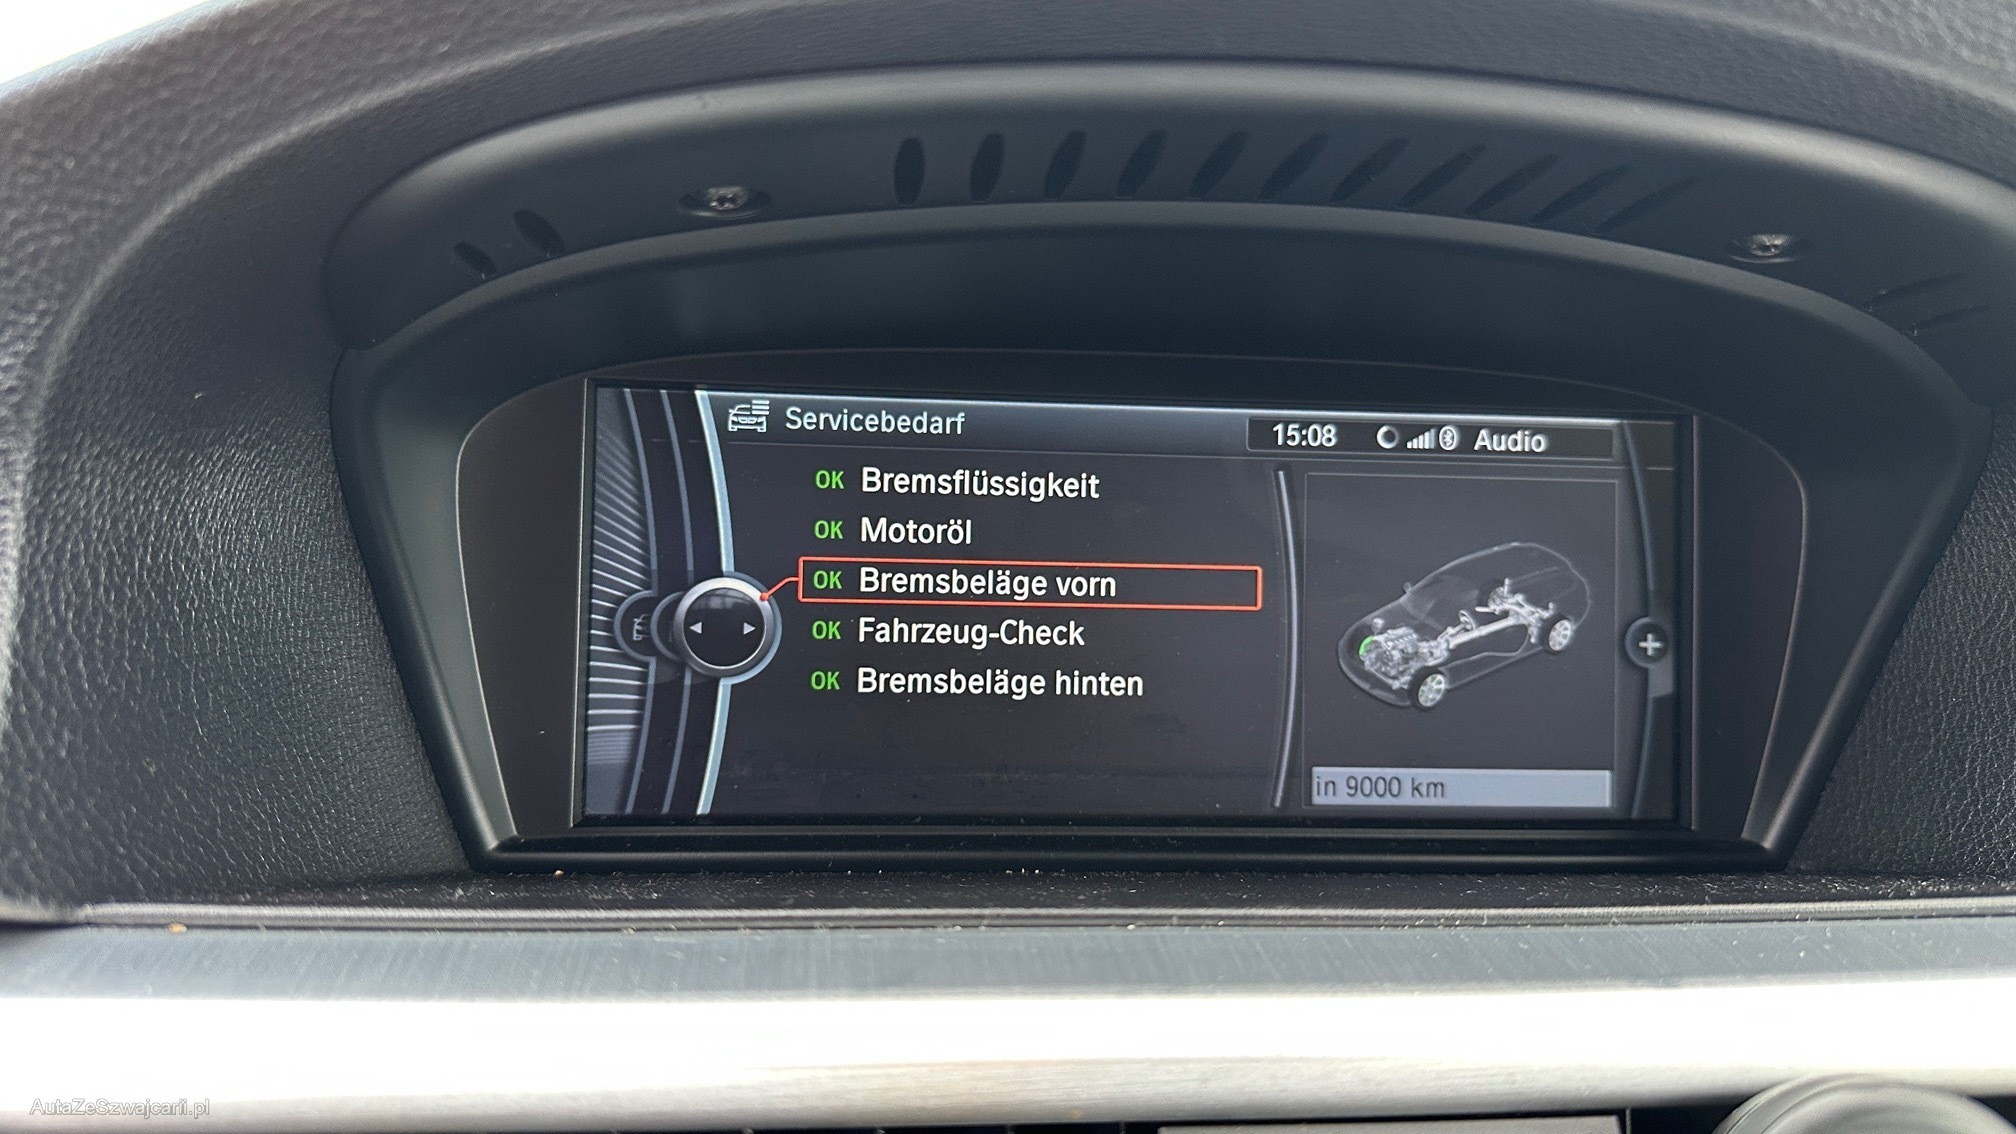 Servicebedarf
15:08 Audio
OK Bremsflüssigkeit
OK Motoröl
OK Bremsbeläge vorn
OK Fahrzeug-Check
OK Bremsbeläge hinten
in 9000 km
AutaZeSzwajcarii.pl